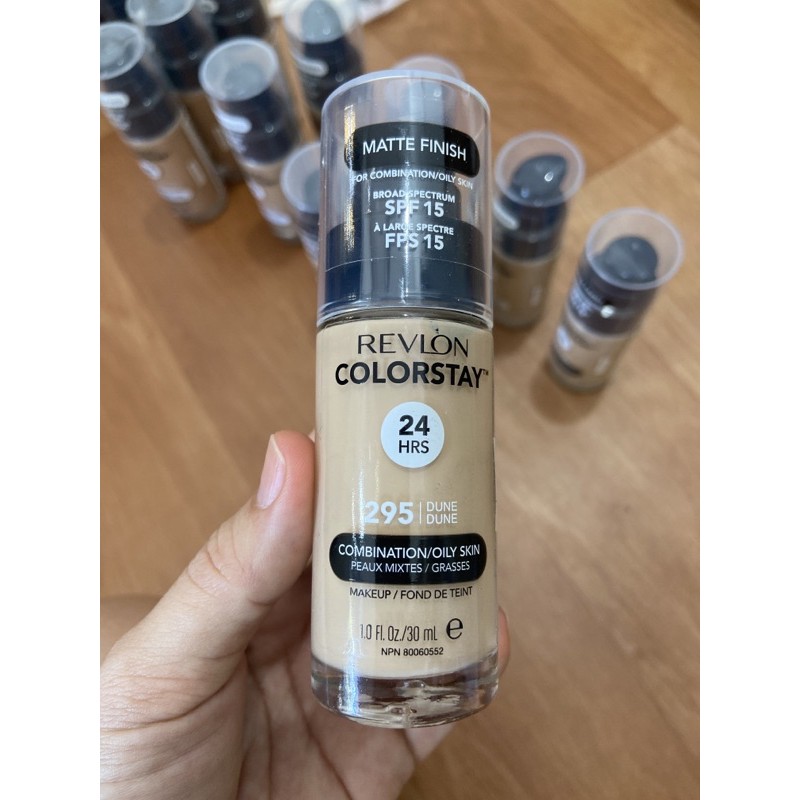 MATTE FINISH
FOR COMBINATION/OILY SKIN
BROAD SPECTRUM
SPF 15
À LARGE SPECTRE
FPS 15
REVLON
COLORSTAY™
24
HRS
295 | DUNE
DUNE
COMBINATION/OILY SKIN
PEAUX MIXTES / GRASSES
MAKEUP / FOND DE TEINT
1.0 Fl. Oz./30 mL e
NPN 80060552